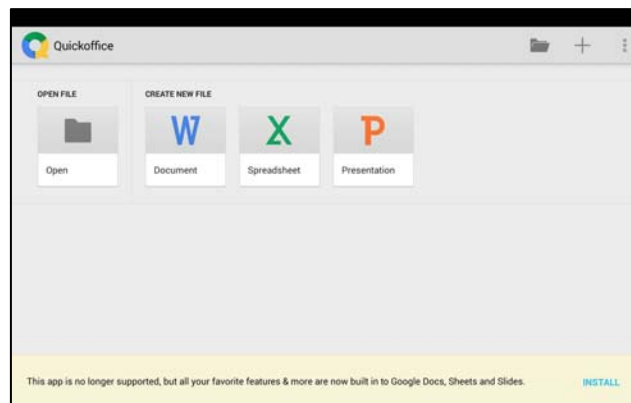 Quickoffice
OPEN FILE
CREATE NEW FILE
W
X
P
Open
Document
Spreadsheet
Presentation
This app is no longer supported, but all your favorite features & more are now built in to Google Docs, Sheets and Slides.
INSTALL